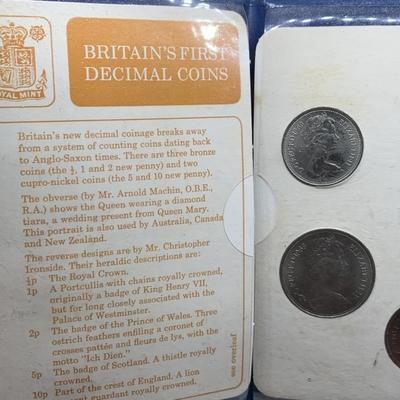 ROYAL MINT
BRITAIN'S FIRST
DECIMAL COINS
Britain's new decimal coinage breaks away
from a system of counting coins dating back
to Anglo-Saxon times. There are three bronze
coins (the ½, 1 and 2 new penny) and two
cupro-nickel coins (the 5 and 10 new penny).
The obverse (by Mr. Arnold Machin, O.B.E.,
R.A.) shows the Queen wearing a diamond
tiara, a wedding present from Queen Mary.
This portrait is also used by Australia, Canada
and New Zealand.
The reverse designs are by Mr. Christopher
Ironside. Their heraldic descriptions are:
½p The Royal Crown.
1p A Portcullis with chains royally crowned,
originally a badge of King Henry VII,
but for long closely associated with the
Palace of Westminster.
2p The badge of the Prince of Wales. Three
ostrich feathers enfiling a coronet of
crosses pattée and fleurs de lys, with the
motto "Ich Dien."
5p The badge of Scotland. A thistle royally
crowned.
10p Part of the crest of England. A lion
passant guardant royally crowned.
see overleaf